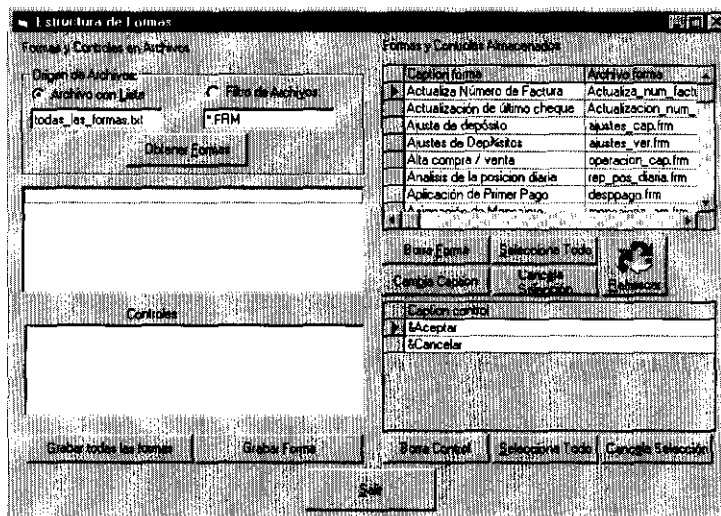 Estructura de Formas
Formas y Controles en Archivos
Origen de Archivos:
Archivo con Lista
Filtro de Archivos
todas_las_formas.txt
*.FRM
Obtener Formas
Controles
Grabar todas las formas
Grabar Forma
Formas y Controles Almacenados
Caption forma Archivo forma
Actualiza Número de Factura Actualiza_num_factu
Actualización de último cheque Actualizacion_num_
Ajusta de depósito ajustes_cap.frm
Ajustes de DepXsitos ajustes_ver.frm
Alta compra / venta operacion_cap.frm
Analisis de la posicion diaria rep_pos_diaria.frm
Aplicación de Primer Pago desppago.frm
Borra Forma
Selecciona Todo
Cambia Caption
Cancela
Selección
Refrescar
Caption control
&Aceptar
&Cancelar
Borra Control
Selecciona Todo
Cancela Selección
Salir